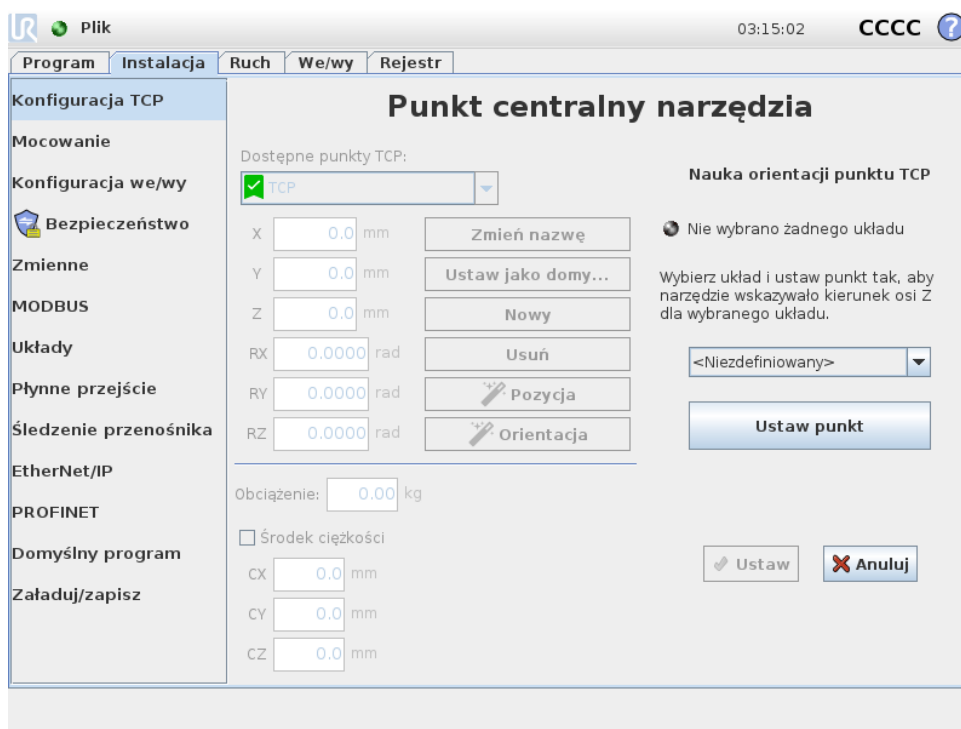 UR Plik 03:15:02 CCCC ?
Program Instalacja Ruch We/wy Rejestr
Konfiguracja TCP
Mocowanie
Konfiguracja we/wy
Bezpieczeństwo
Zmienne
MODBUS
Układy
Płynne przejście
Śledzenie przenośnika
EtherNet/IP
PROFINET
Domyślny program
Załaduj/zapisz
Punkt centralny narzędzia
Dostępne punkty TCP:
TCP
X 0.0 mm Zmień nazwę
Y 0.0 mm Ustaw jako domy...
Z 0.0 mm Nowy
RX 0.0000 rad Usuń
RY 0.0000 rad Pozycja
RZ 0.0000 rad Orientacja
Obciążenie: 0.00 kg
Środek ciężkości
CX 0.0 mm
CY 0.0 mm
CZ 0.0 mm
Nauka orientacji punktu TCP
Nie wybrano żadnego układu
Wybierz układ i ustaw punkt tak, aby
narzędzie wskazywało kierunek osi Z
dla wybranego układu.
<Niezdefiniowany>
Ustaw punkt
Ustaw Anuluj